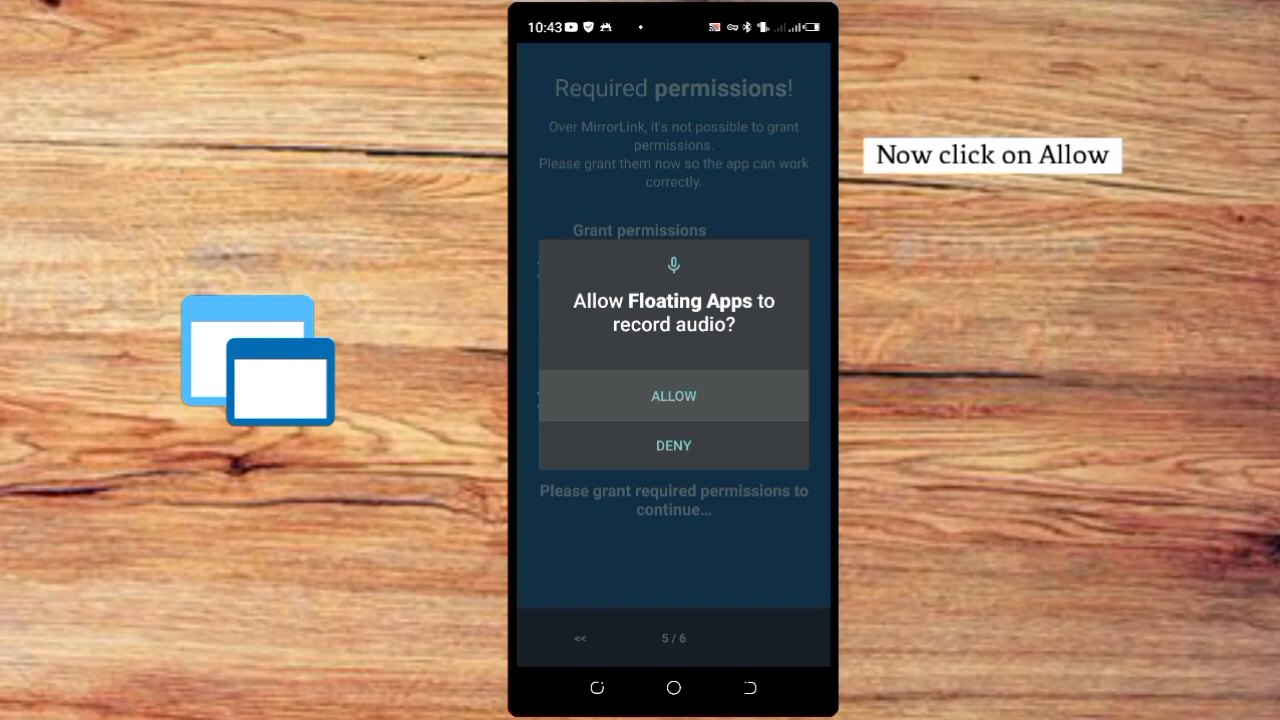 10:43
Required permissions!
Over MirrorLink, it's not possible to grant
permissions.
Please grant them now so the app can work
correctly.
Grant permissions
Allow Floating Apps to
record audio?
ALLOW
DENY
Please grant required permissions to
continue…
<< 5 / 6
Now click on Allow